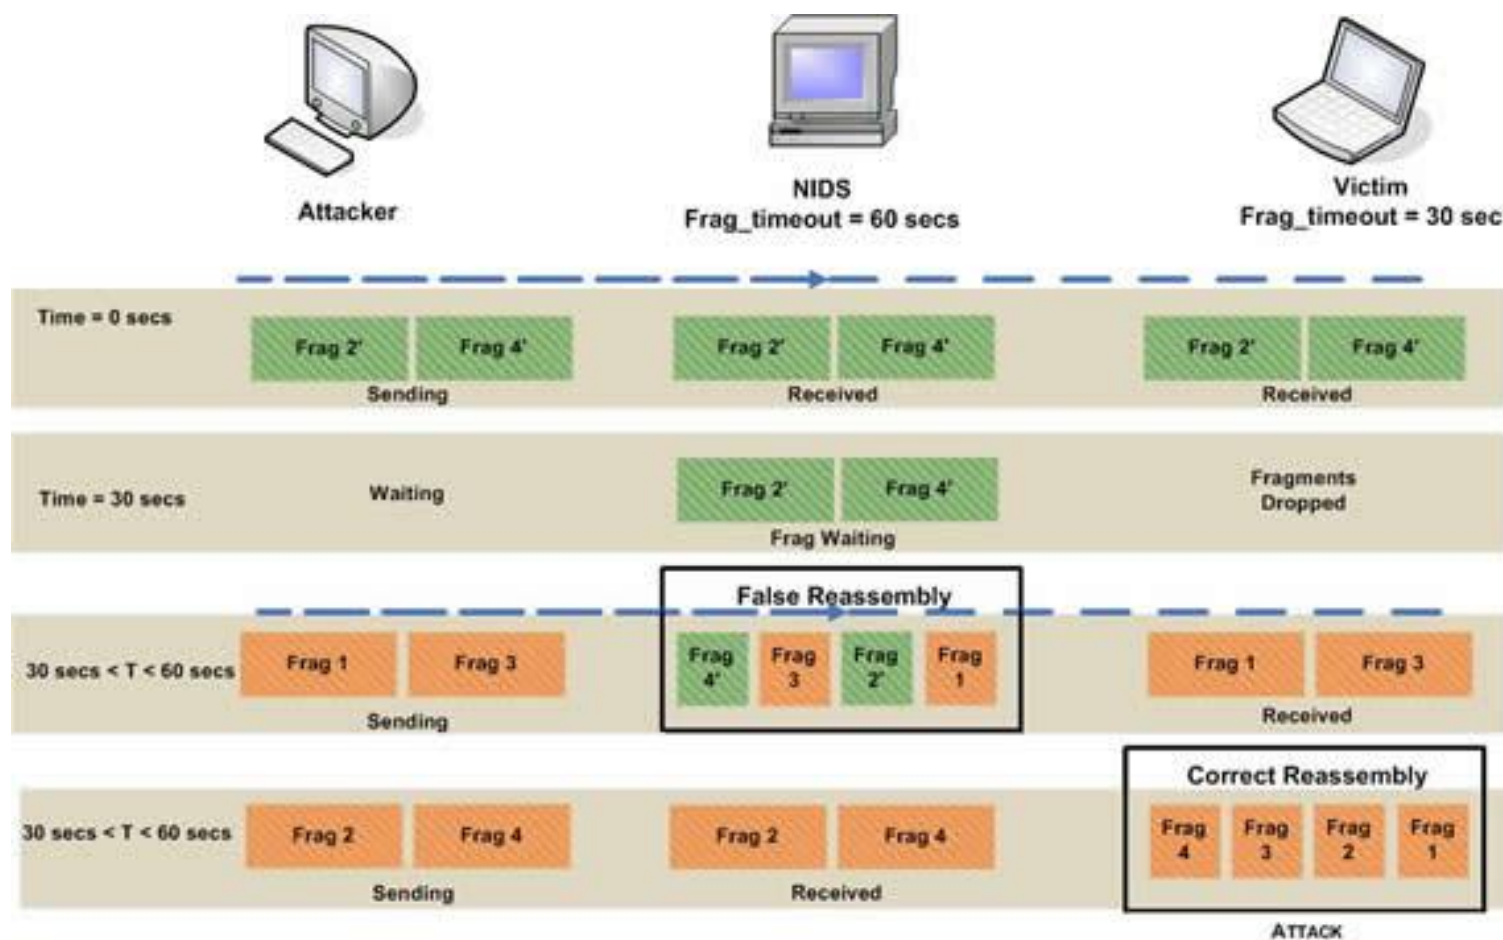 Attacker
NIDS
Frag_timeout = 60 secs
Victim
Frag_timeout = 30 sec
Time = 0 secs
Frag 2'
Frag 4'
Sending
Frag 2'
Frag 4'
Received
Frag 2'
Frag 4'
Received
Time = 30 secs
Waiting
Frag 2'
Frag 4'
Frag Waiting
Fragments
Dropped
30 secs < T < 60 secs
Frag 1
Frag 3
Sending
False Reassembly
Frag
4'
Frag
3
Frag
2'
Frag
1
Frag 1
Frag 3
Received
30 secs < T < 60 secs
Frag 2
Frag 4
Sending
Frag 2
Frag 4
Received
Correct Reassembly
Frag
4
Frag
3
Frag
2
Frag
1
ATTACK